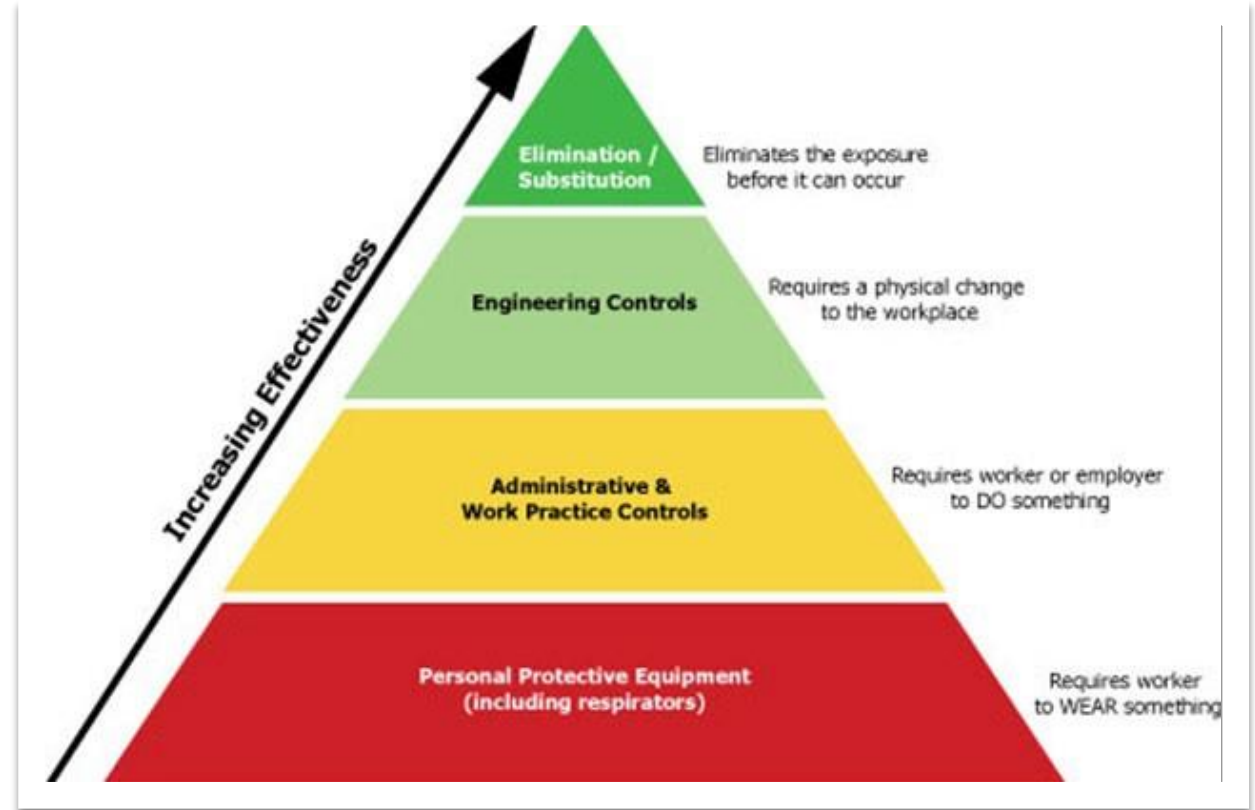 Elimination /
Substitution
Eliminates the exposure
before it can occur
Engineering Controls
Requires a physical change
to the workplace
Increasing Effectiveness
Administrative &
Work Practice Controls
Requires worker or employer
to DO something
Personal Protective Equipment
(including respirators)
Requires worker
to WEAR something